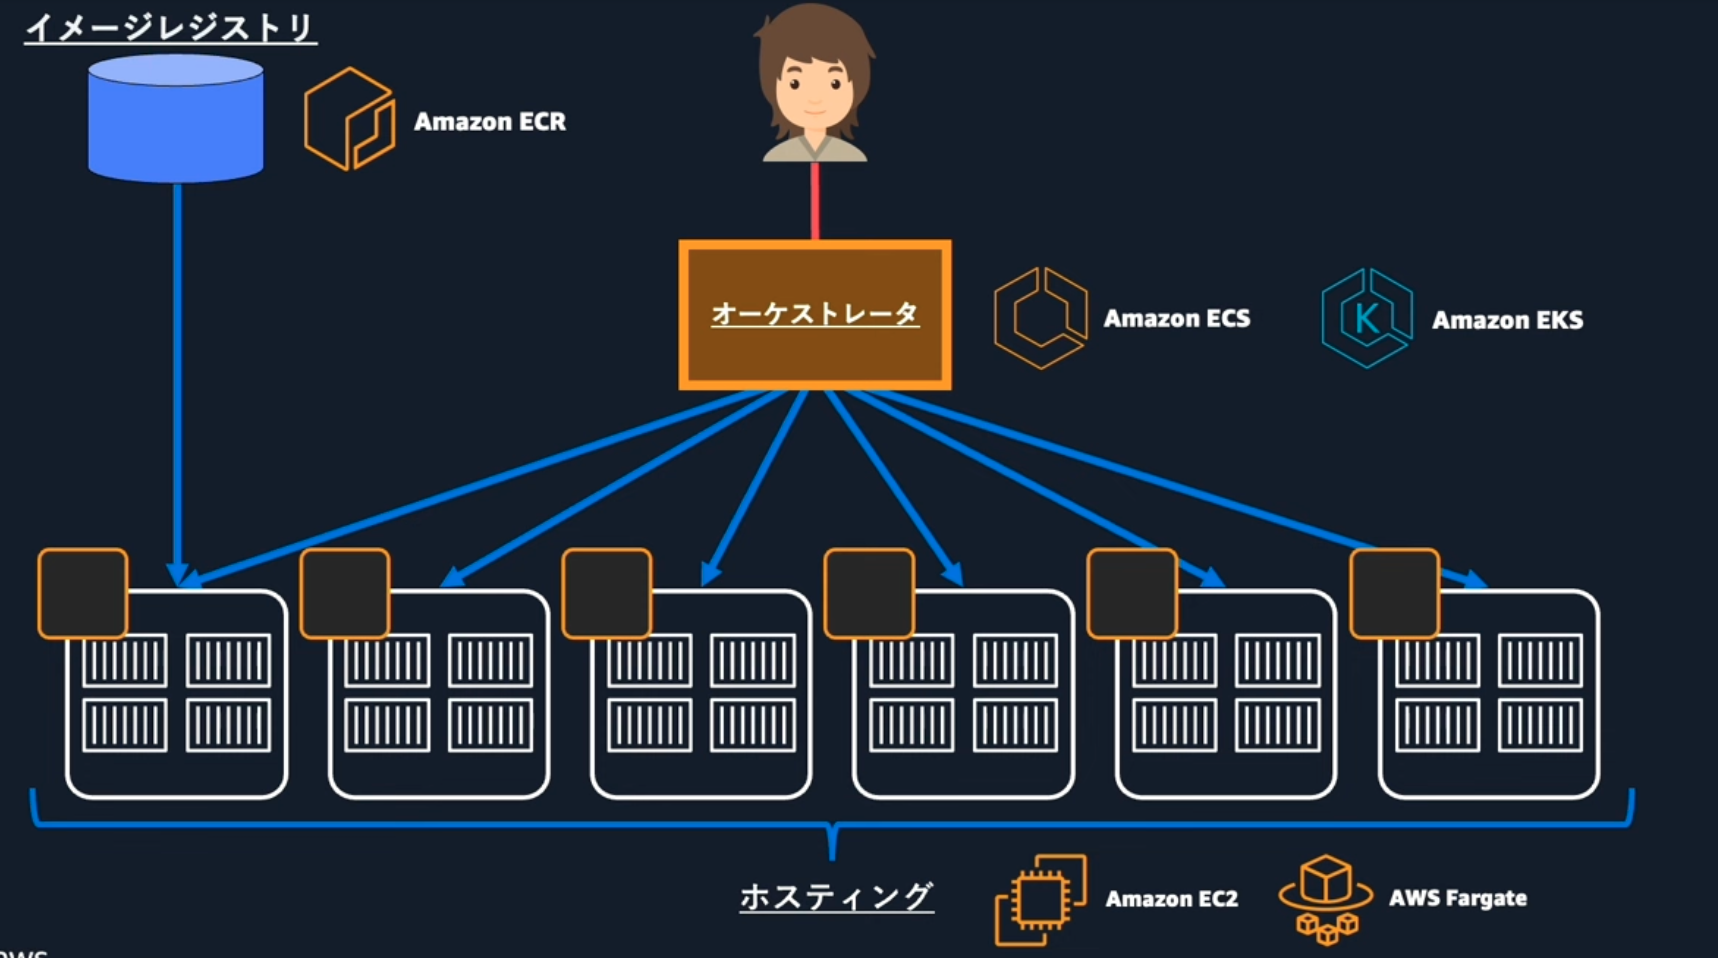 イメージレジストリ
Amazon ECR
オーケストレータ
Amazon ECS
Amazon EKS
K
ホスティング
Amazon EC2
AWS Fargate
aws